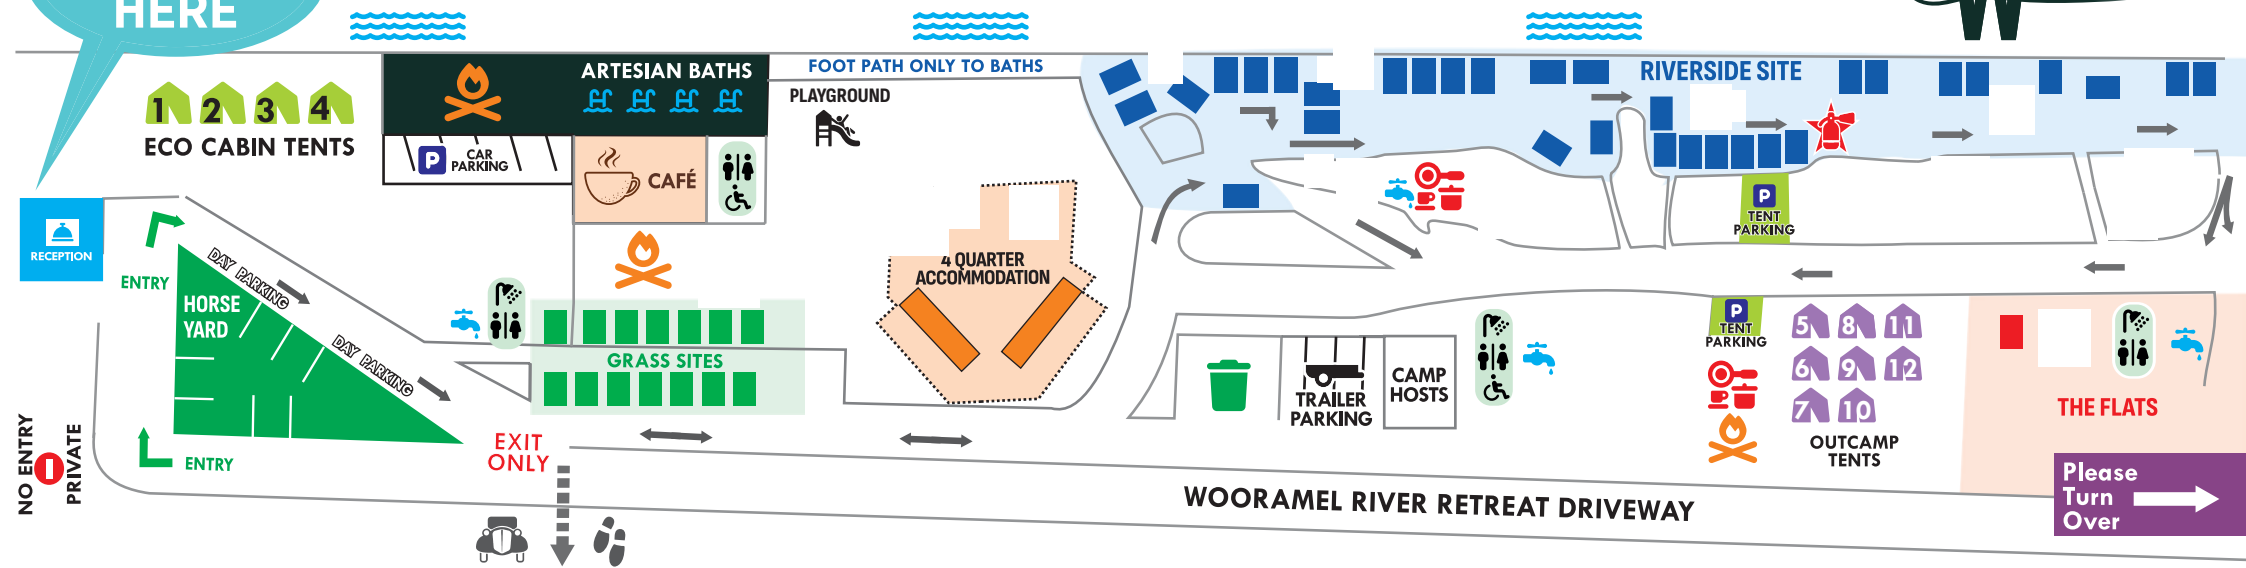 HERE
1 2 3 4
ECO CABIN TENTS
ARTESIAN BATHS
P
CAR
PARKING
CAFÉ
FOOT PATH ONLY TO BATHS
PLAYGROUND
RIVERSIDE SITE
P
TENT
PARKING
RECEPTION
ENTRY
DAY PARKING
DAY PARKING
HORSE
YARD
ENTRY
NO ENTRY
PRIVATE
GRASS SITES
EXIT
ONLY
4 QUARTER
ACCOMMODATION
TRAILER
PARKING
CAMP
HOSTS
P
TENT
PARKING
5 8 11
6 9 12
7 10
OUTCAMP
TENTS
THE FLATS
WOORAMEL RIVER RETREAT DRIVEWAY
Please
Turn
Over